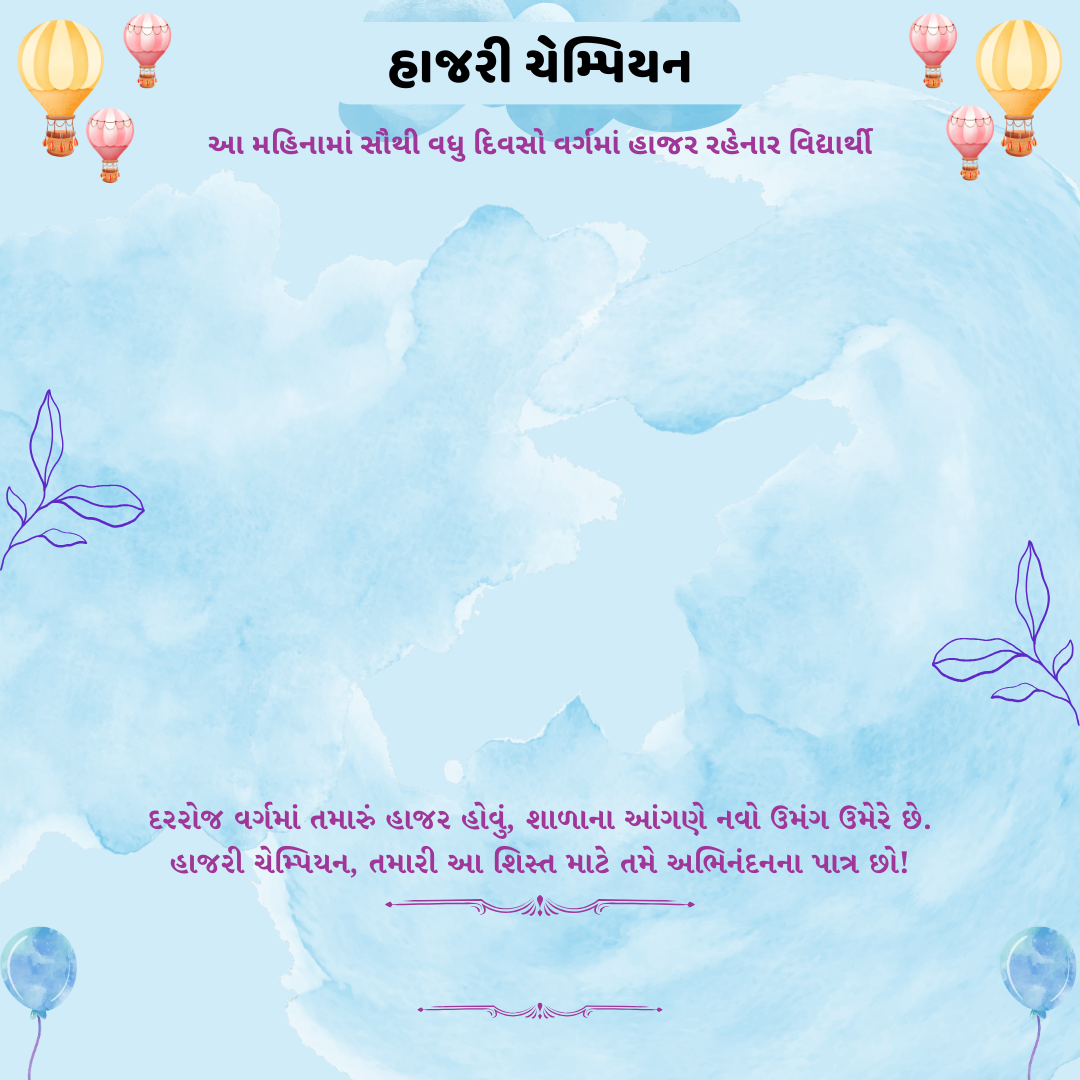 હાજરી ચેમ્પિયન
આ મહિનામાં સૌથી વધુ દિવસો વર્ગમાં હાજર રહેનાર વિદ્યાર્થી
દરરોજ વર્ગમાં તમારું હાજર હોવું, શાળાના આંગણે નવો ઉમંગ ઉમેરે છે.
હાજરી ચેમ્પિયન, તમારી આ શિસ્ત માટે તમે અભિનંદનના પાત્ર છો!